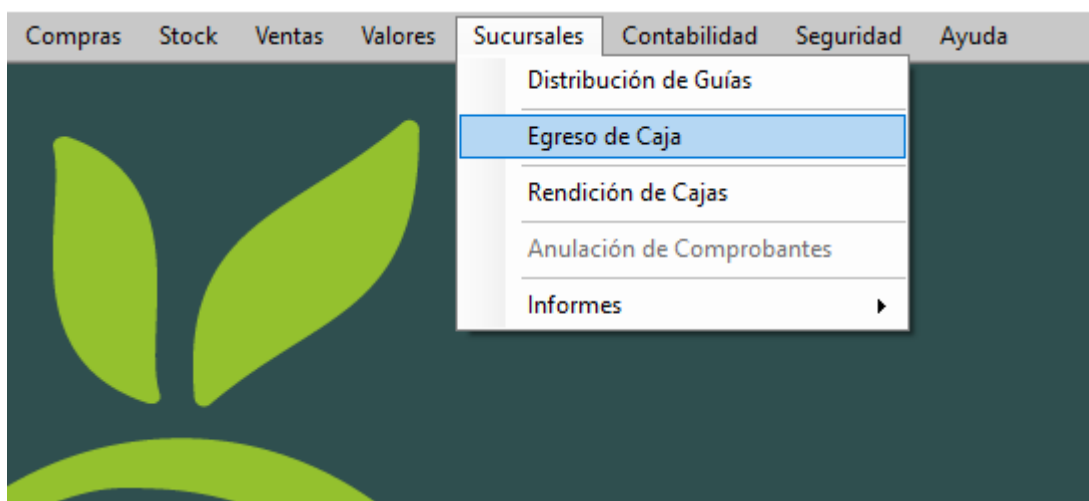 Compras Stock Ventas Valores Sucursales Contabilidad Seguridad Ayuda
Distribución de Guías
Egreso de Caja
Rendición de Cajas
Anulación de Comprobantes
Informes